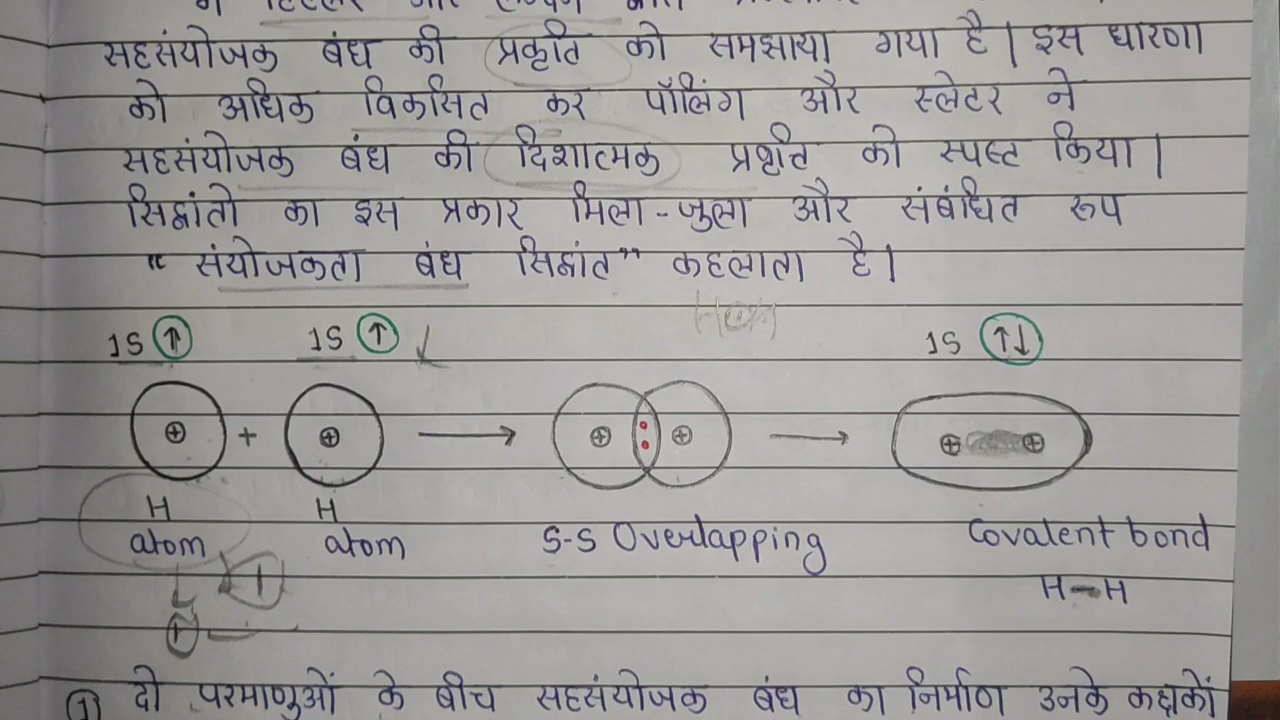 सहसंयोजक बंध की प्रकृति को समझाया गया है। इस धारणा
को अधिक विकसित कर पॉलिंग और स्लेटर ने
सहसंयोजक बंध की दिशात्मक को स्पष्ट किया।
सिद्धांतो का इस प्रकार मिला-जुला और संबंधित रूप
"संयोजकता बंध सिद्धांत" कहलाता है।
1S ↑ 1S ↑ 1S ↑↓
⊕ + ⊕ → ⊕ ⊕ → ⊕ ⊕
H H
atom atom S-S Overlapping Covalent bond
H-H
① दो परमाणुओं के बीच सहसंयोजक बंध का निर्माण उनके कक्षकों